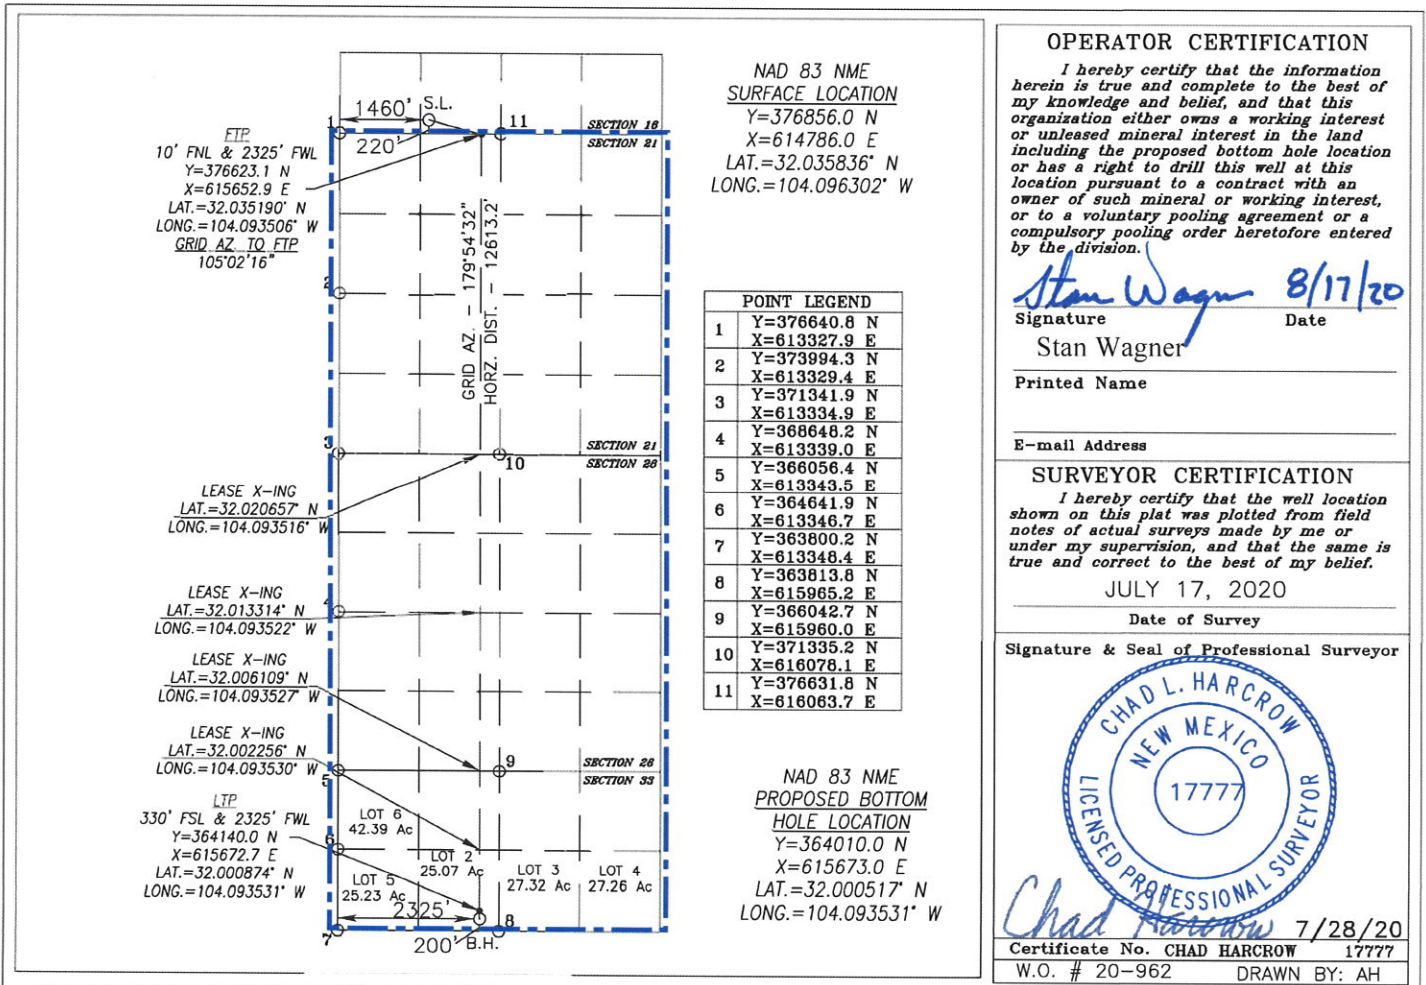 1460'
S.L.
1
11
SECTION 16
SECTION 21
220'
FTP
10' FNL & 2325' FWL
Y=376623.1 N
X=615652.9 E
LAT.=32.035190° N
LONG.=104.093506° W
GRID AZ. TO FTP
105°02'16"
2
GRID AZ. - 179°54'32"
HORZ. DIST. - 12613.2'
3
10
SECTION 21
SECTION 28
LEASE X-ING
LAT.=32.020657° N
LONG.=104.093516° W
LEASE X-ING
LAT.=32.013314° N
LONG.=104.093522° W
4
LEASE X-ING
LAT.=32.006109° N
LONG.=104.093527° W
LEASE X-ING
LAT.=32.002256° N
LONG.=104.093530° W
5
9
SECTION 28
SECTION 33
LTP
330' FSL & 2325' FWL
Y=364140.0 N
X=615672.7 E
LAT.=32.000874° N
LONG.=104.093531° W
LOT 6
42.39 Ac
6
LOT 2
25.07 Ac
LOT 3
27.32 Ac
LOT 4
27.26 Ac
LOT 5
25.23 Ac
2325'
7
200'
B.H.
8
NAD 83 NME
SURFACE LOCATION
Y=376856.0 N
X=614786.0 E
LAT.=32.035836° N
LONG.=104.096302° W
POINT LEGEND
1 Y=376640.8 N
X=613327.9 E
2 Y=373994.3 N
X=613329.4 E
3 Y=371341.9 N
X=613334.9 E
4 Y=368648.2 N
X=613339.0 E
5 Y=366056.4 N
X=613343.5 E
6 Y=364641.9 N
X=613346.7 E
7 Y=363800.2 N
X=613348.4 E
8 Y=363813.8 N
X=615965.2 E
9 Y=366042.7 N
X=615960.0 E
10 Y=371335.2 N
X=616078.1 E
11 Y=376631.8 N
X=616063.7 E
NAD 83 NME
PROPOSED BOTTOM
HOLE LOCATION
Y=364010.0 N
X=615673.0 E
LAT.=32.000517° N
LONG.=104.093531° W
OPERATOR CERTIFICATION
I hereby certify that the information
herein is true and complete to the best of
my knowledge and belief, and that this
organization either owns a working interest
or unleased mineral interest in the land
including the proposed bottom hole location
or has a right to drill this well at this
location pursuant to a contract with an
owner of such mineral or working interest,
or to a voluntary pooling agreement or a
compulsory pooling order heretofore entered
by the division.
Stan Wagner 8/17/20
Signature Date
Stan Wagner
Printed Name
E-mail Address
SURVEYOR CERTIFICATION
I hereby certify that the well location
shown on this plat was plotted from field
notes of actual surveys made by me or
under my supervision, and that the same is
true and correct to the best of my belief.
JULY 17, 2020
Date of Survey
Signature & Seal of Professional Surveyor
CHAD L. HARCROW
NEW MEXICO
17777
LICENSED PROFESSIONAL SURVEYOR
Chad Harcrow 7/28/20
Certificate No. CHAD HARCROW 17777
W.O. # 20-962 DRAWN BY: AH